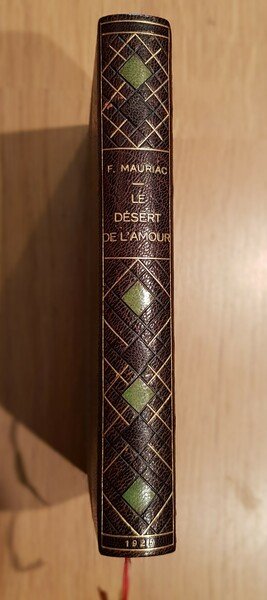 F. MAURIAC
LE
DÉSERT
DE L'AMOUR